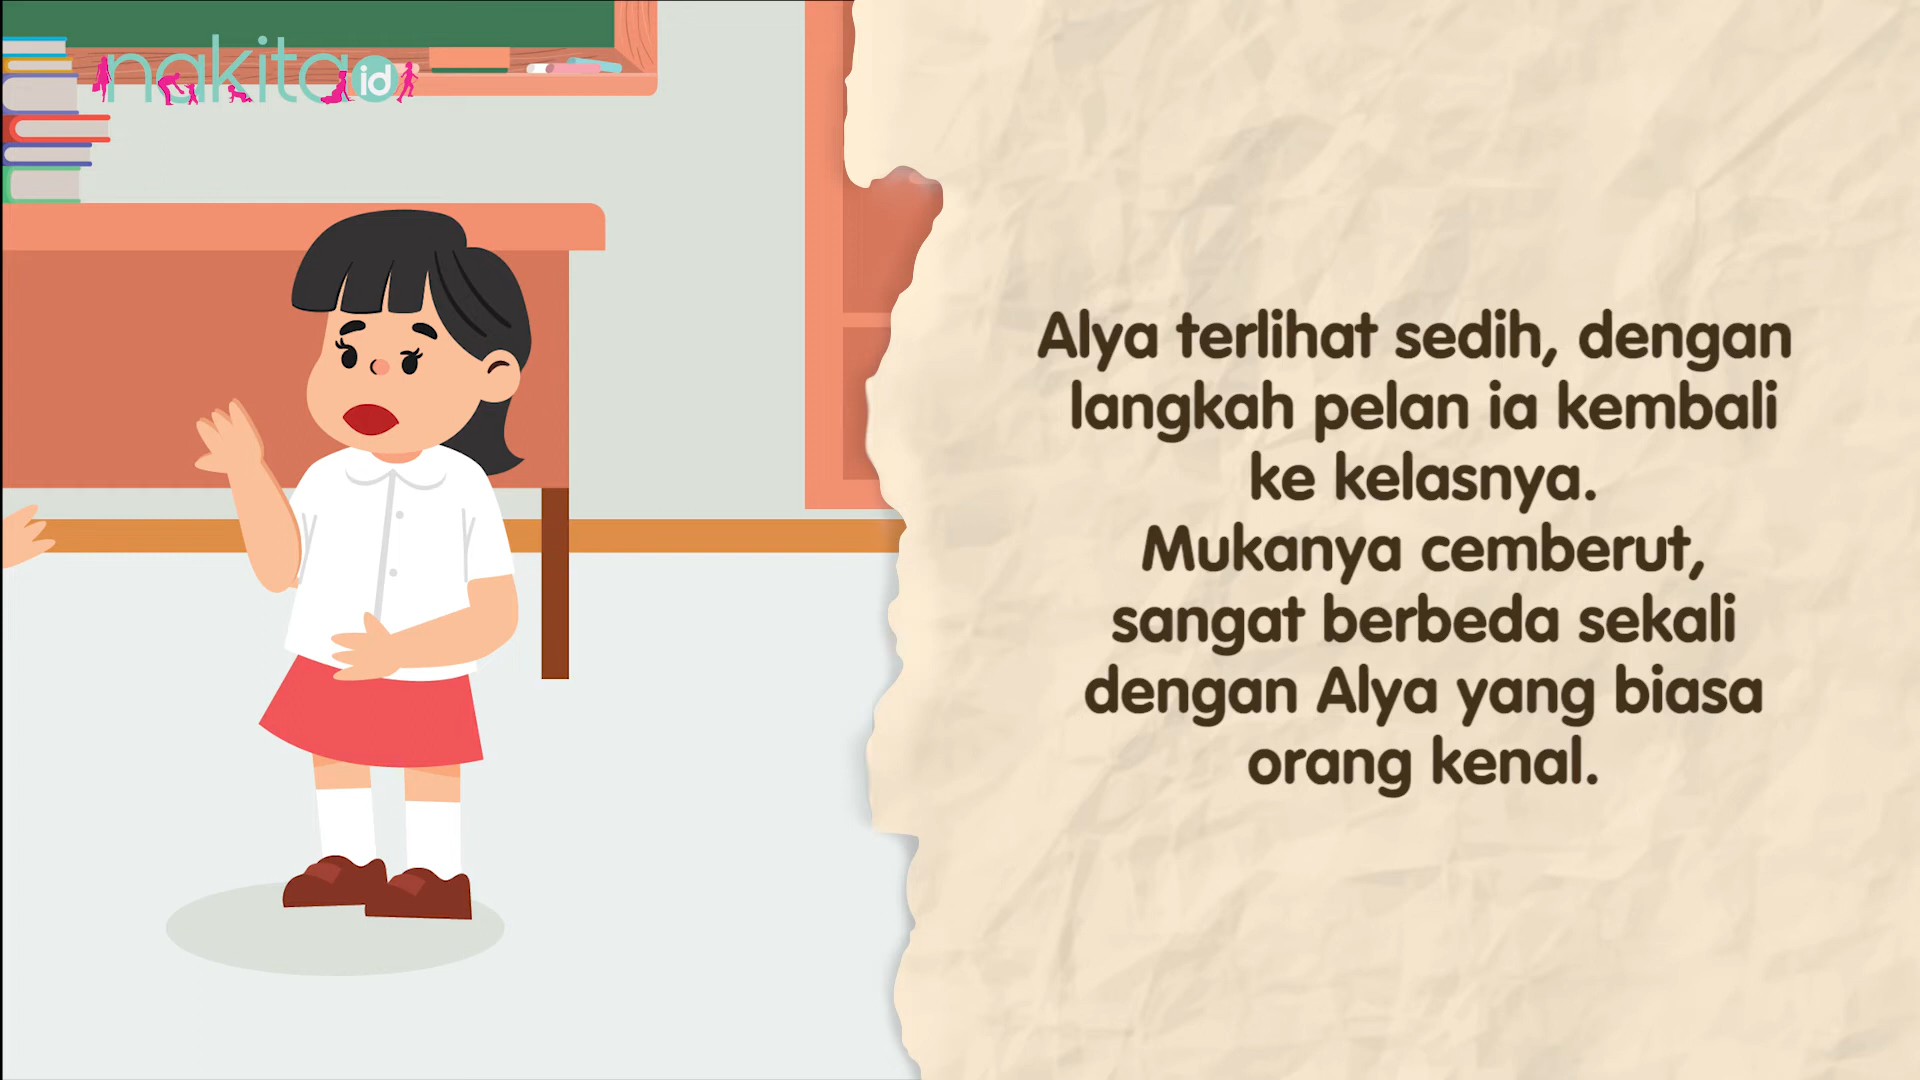 nakita id
Alya terlihat sedih, dengan
langkah pelan ia kembali
ke kelasnya.
Mukanya cemberut,
sangat berbeda sekali
dengan Alya yang biasa
orang kenal.